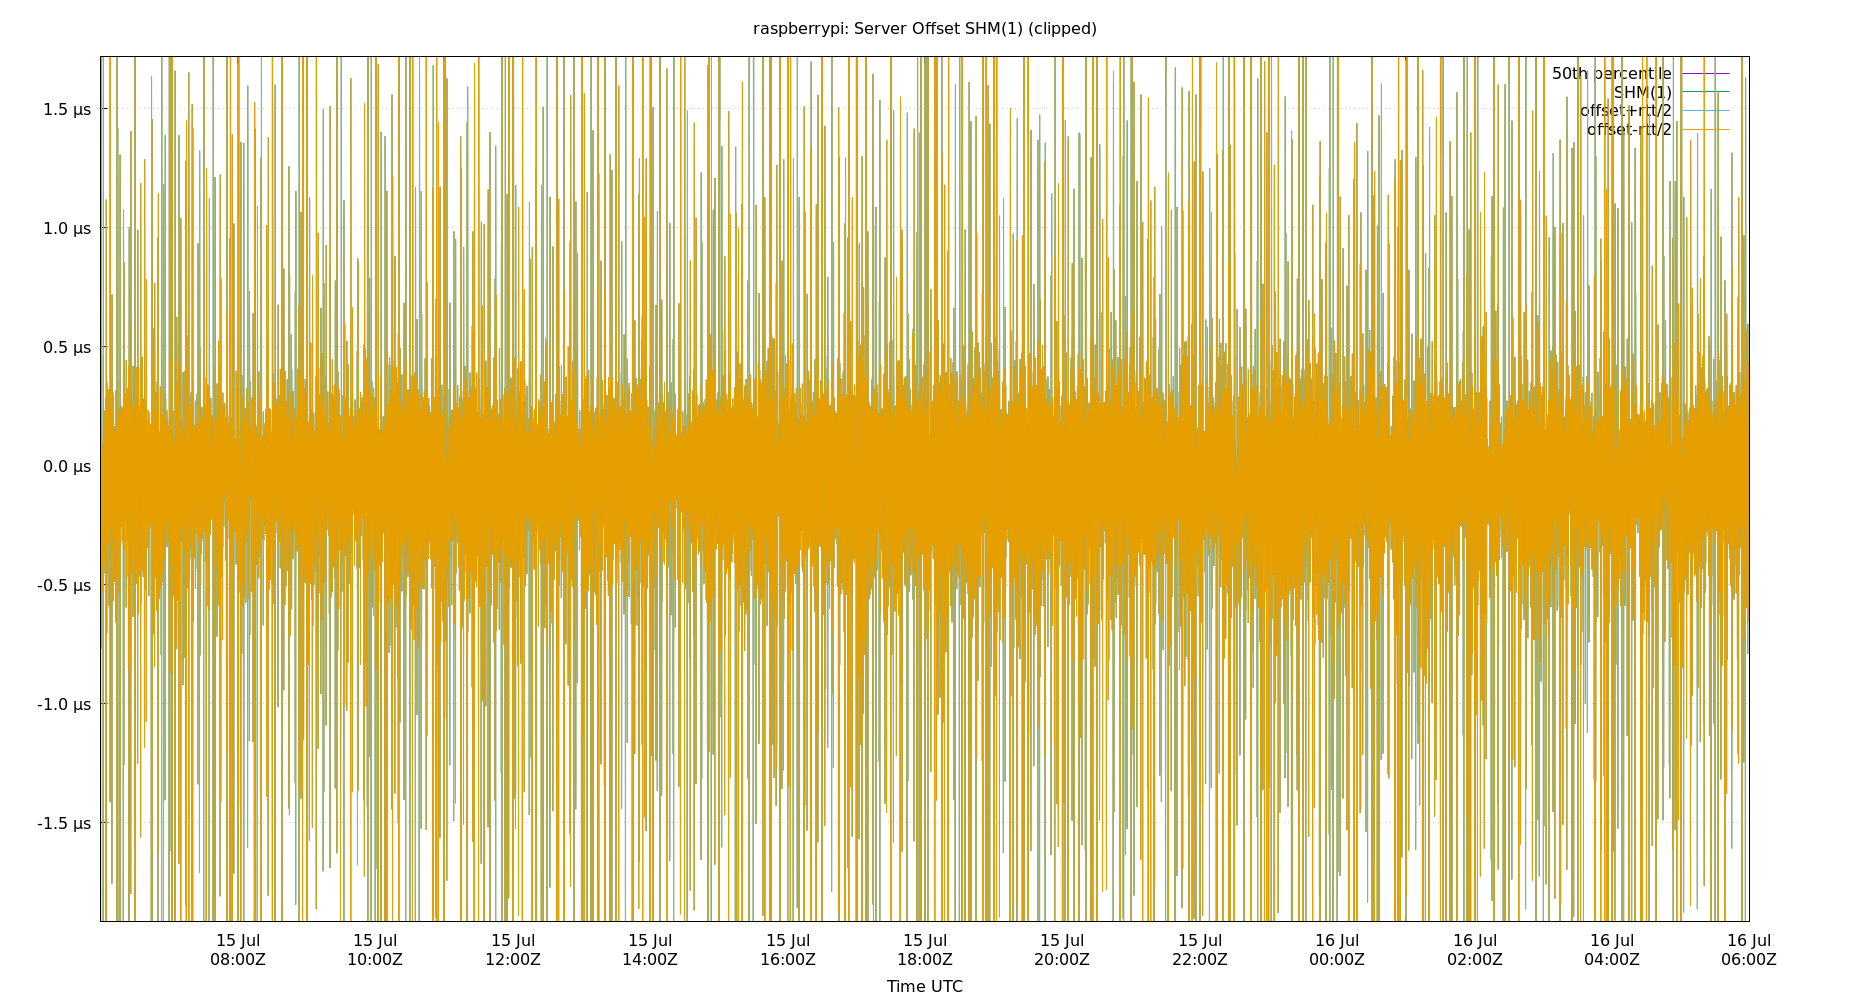 raspberrypi: Server Offset SHM(1) (clipped)
50th percentile
SHM(1)
offset+rtt/2
offset-rtt/2
1.5 µs
1.0 µs
0.5 µs
0.0 µs
-0.5 µs
-1.0 µs
-1.5 µs
15 Jul 15 Jul 15 Jul 15 Jul 15 Jul 15 Jul 15 Jul 15 Jul 16 Jul 16 Jul 16 Jul 16 Jul
08:00Z 10:00Z 12:00Z 14:00Z 16:00Z 18:00Z 20:00Z 22:00Z 00:00Z 02:00Z 04:00Z 06:00Z
Time UTC